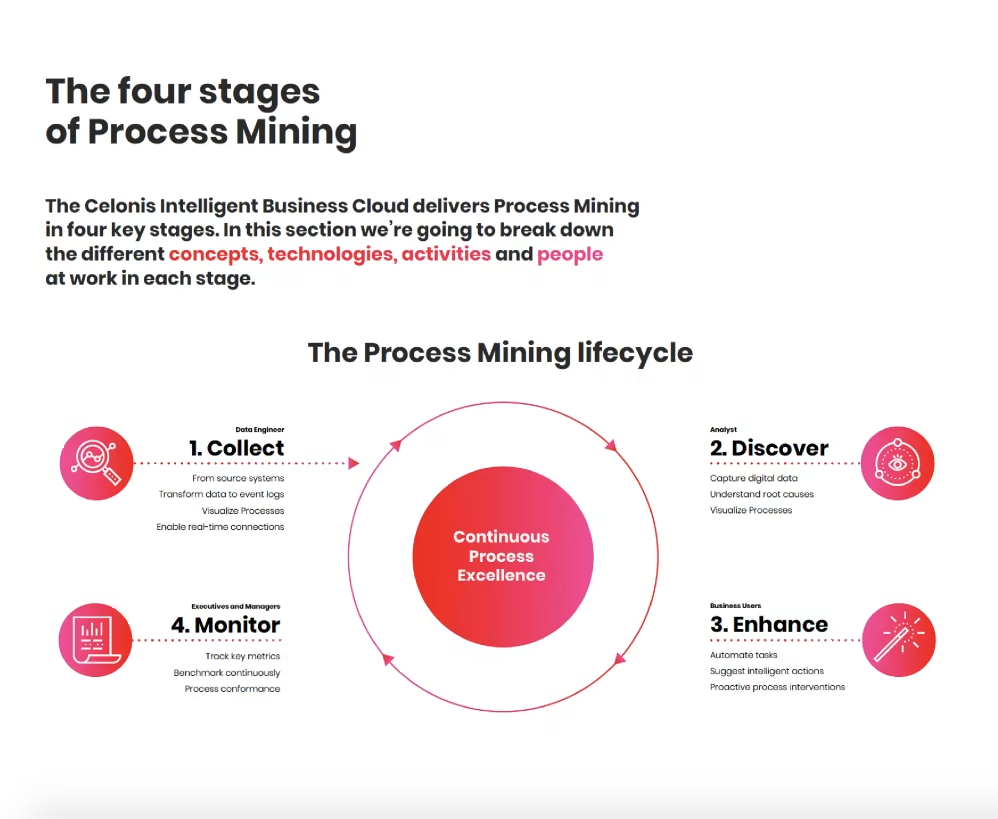 The four stages
of Process Mining
The Celonis Intelligent Business Cloud delivers Process Mining
in four key stages. In this section we’re going to break down
the different concepts, technologies, activities and people
at work in each stage.
The Process Mining lifecycle
Data Engineer
1. Collect
From source systems
Transform data to event logs
Visualize Processes
Enable real-time connections
Analyst
2. Discover
Capture digital data
Understand root causes
Visualize Processes
Continuous
Process
Excellence
Executives and Managers
4. Monitor
Track key metrics
Benchmark continuously
Process conformance
Business Users
3. Enhance
Automate tasks
Suggest intelligent actions
Proactive process interventions